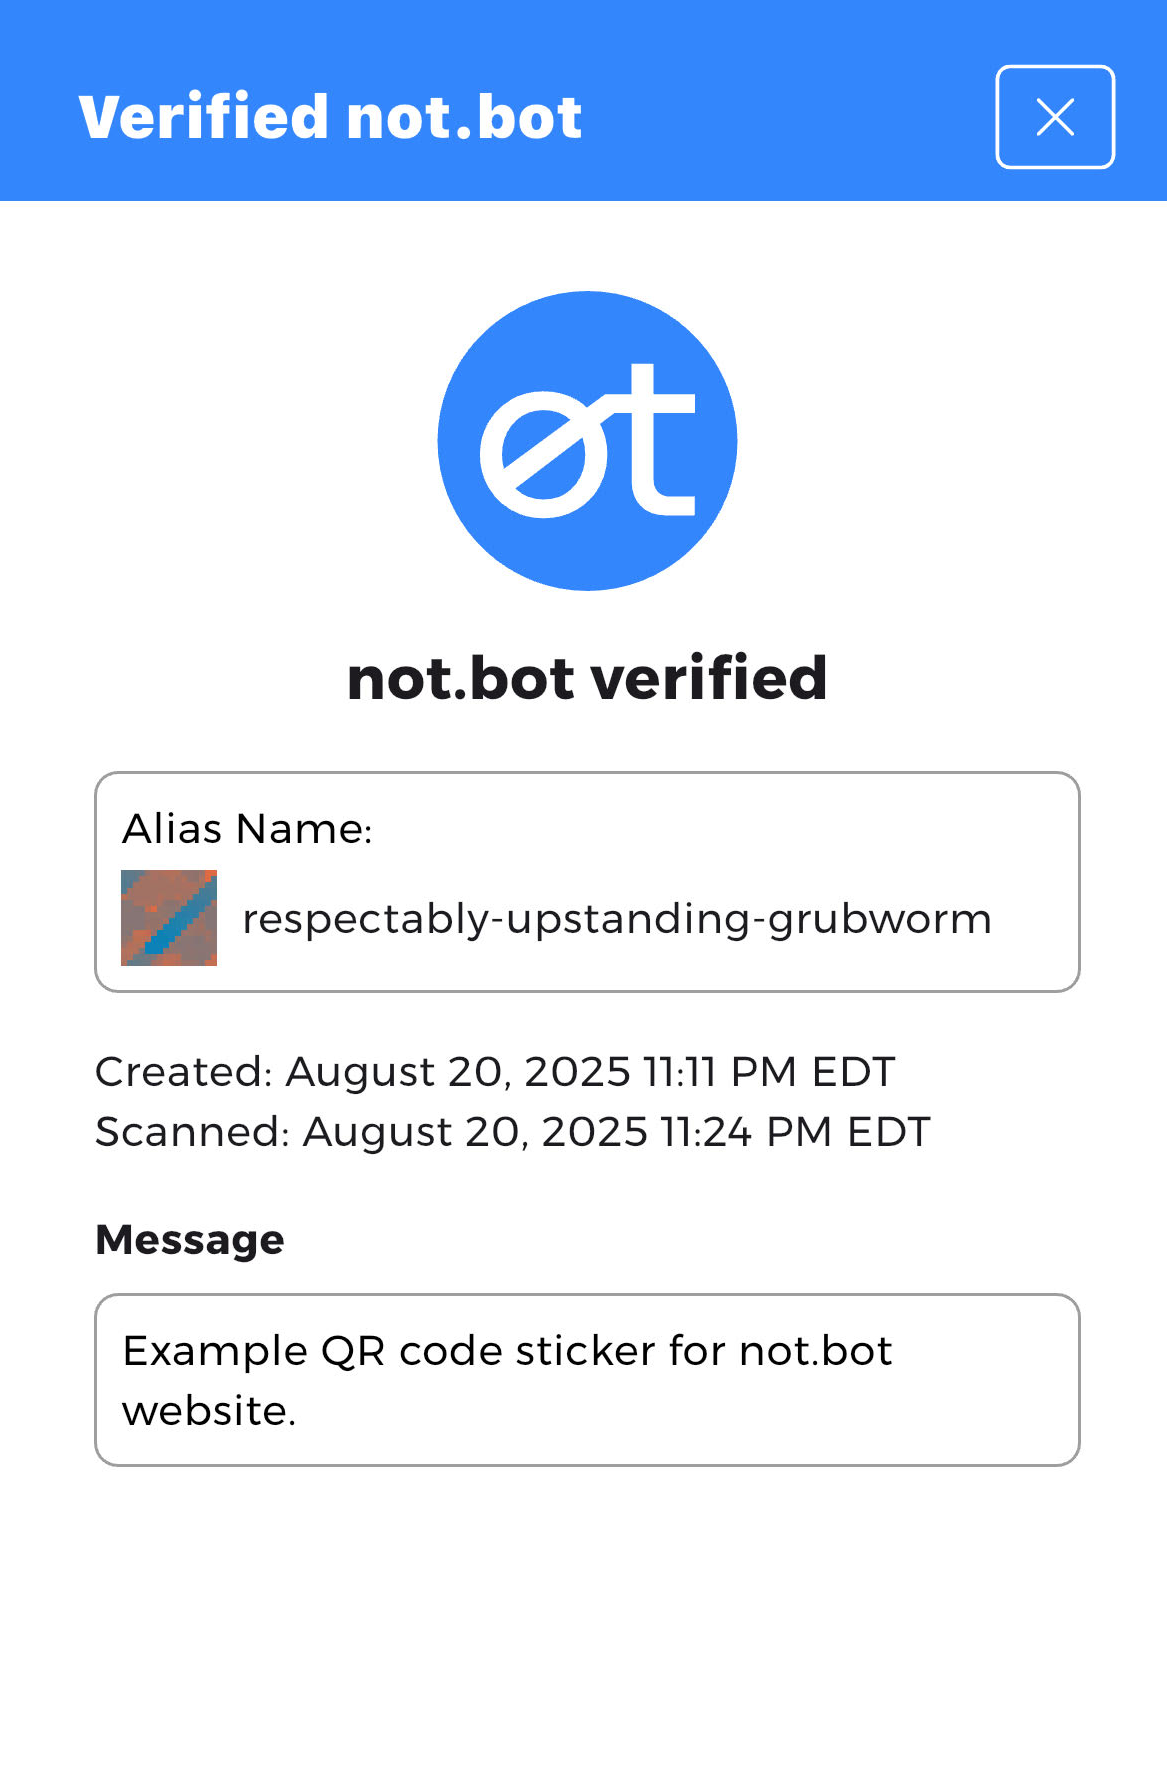 Verified not.bot
øt
not.bot verified
Alias Name:
respectably-upstanding-grubworm
Created: August 20, 2025 11:11 PM EDT
Scanned: August 20, 2025 11:24 PM EDT
Message
Example QR code sticker for not.bot
website.